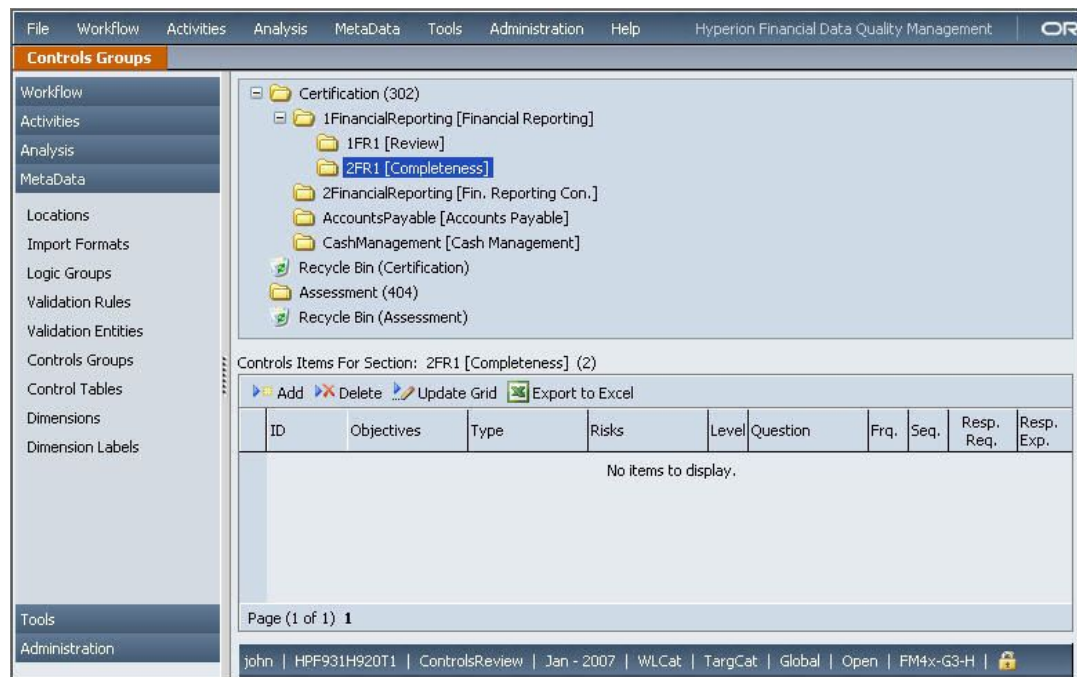 File Workflow Activities Analysis MetaData Tools Administration Help Hyperion Financial Data Quality Management
Controls Groups
Workflow
Activities
Analysis
MetaData
Locations
Import Formats
Logic Groups
Validation Rules
Validation Entities
Controls Groups
Control Tables
Dimensions
Dimension Labels
Tools
Administration
Certification (302)
1FinancialReporting [Financial Reporting]
1FR1 [Review]
2FR1 [Completeness]
2FinancialReporting [Fin. Reporting Con.]
AccountsPayable [Accounts Payable]
CashManagement [Cash Management]
Recycle Bin (Certification)
Assessment (404)
Recycle Bin (Assessment)
Controls Items For Section: 2FR1 [Completeness] (2)
Add Delete Update Grid Export to Excel
ID Objectives Type Risks Level Question Frq. Seq. Resp. Req. Resp. Exp.
No items to display.
Page (1 of 1) 1
john | HPF931H920T1 | ControlsReview | Jan - 2007 | WLCat | TargCat | Global | Open | FM4x-G3-H |